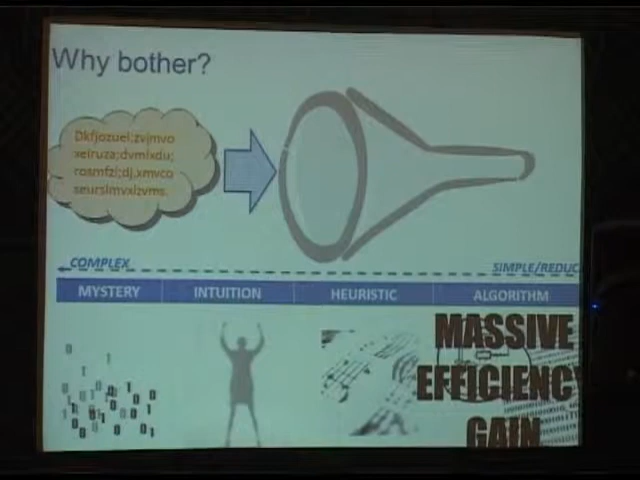 Why bother?
Dkfjozuel;zvjmvo
xeiruza;dvmlxdu;
rosmfzl;dj,xmvco
seurslmvxlzvms.
COMPLEX
SIMPLE/REDUC
MYSTERY
INTUITION
HEURISTIC
ALGORITHM
MASSIVE
EFFICIENCY
GAIN